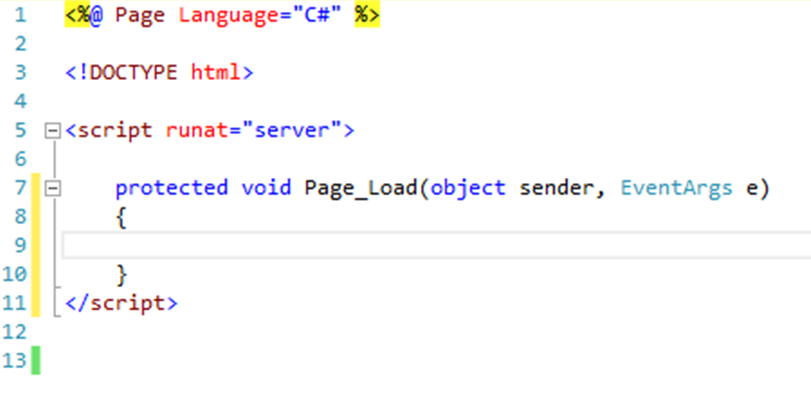 1 <%@ Page Language="C#" %>
2
3 <!DOCTYPE html>
4
5 <script runat="server">
6
7 protected void Page_Load(object sender, EventArgs e)
8 {
9
10 }
11 </script>
12
13